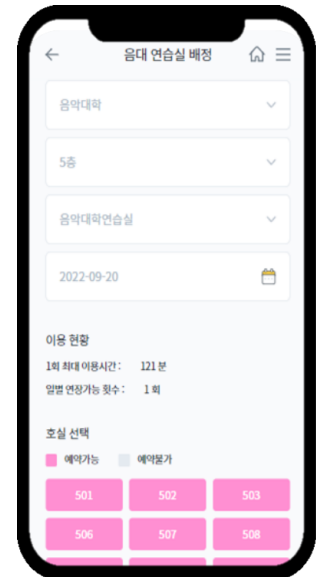 음대 연습실 배정
음악대학
5층
음악대학연습실
2022-09-20
이용 현황
1회 최대 이용시간 : 121 분
일별 연장가능 횟수 : 1 회
호실 선택
예약가능 예약불가
501 502 503
506 507 508